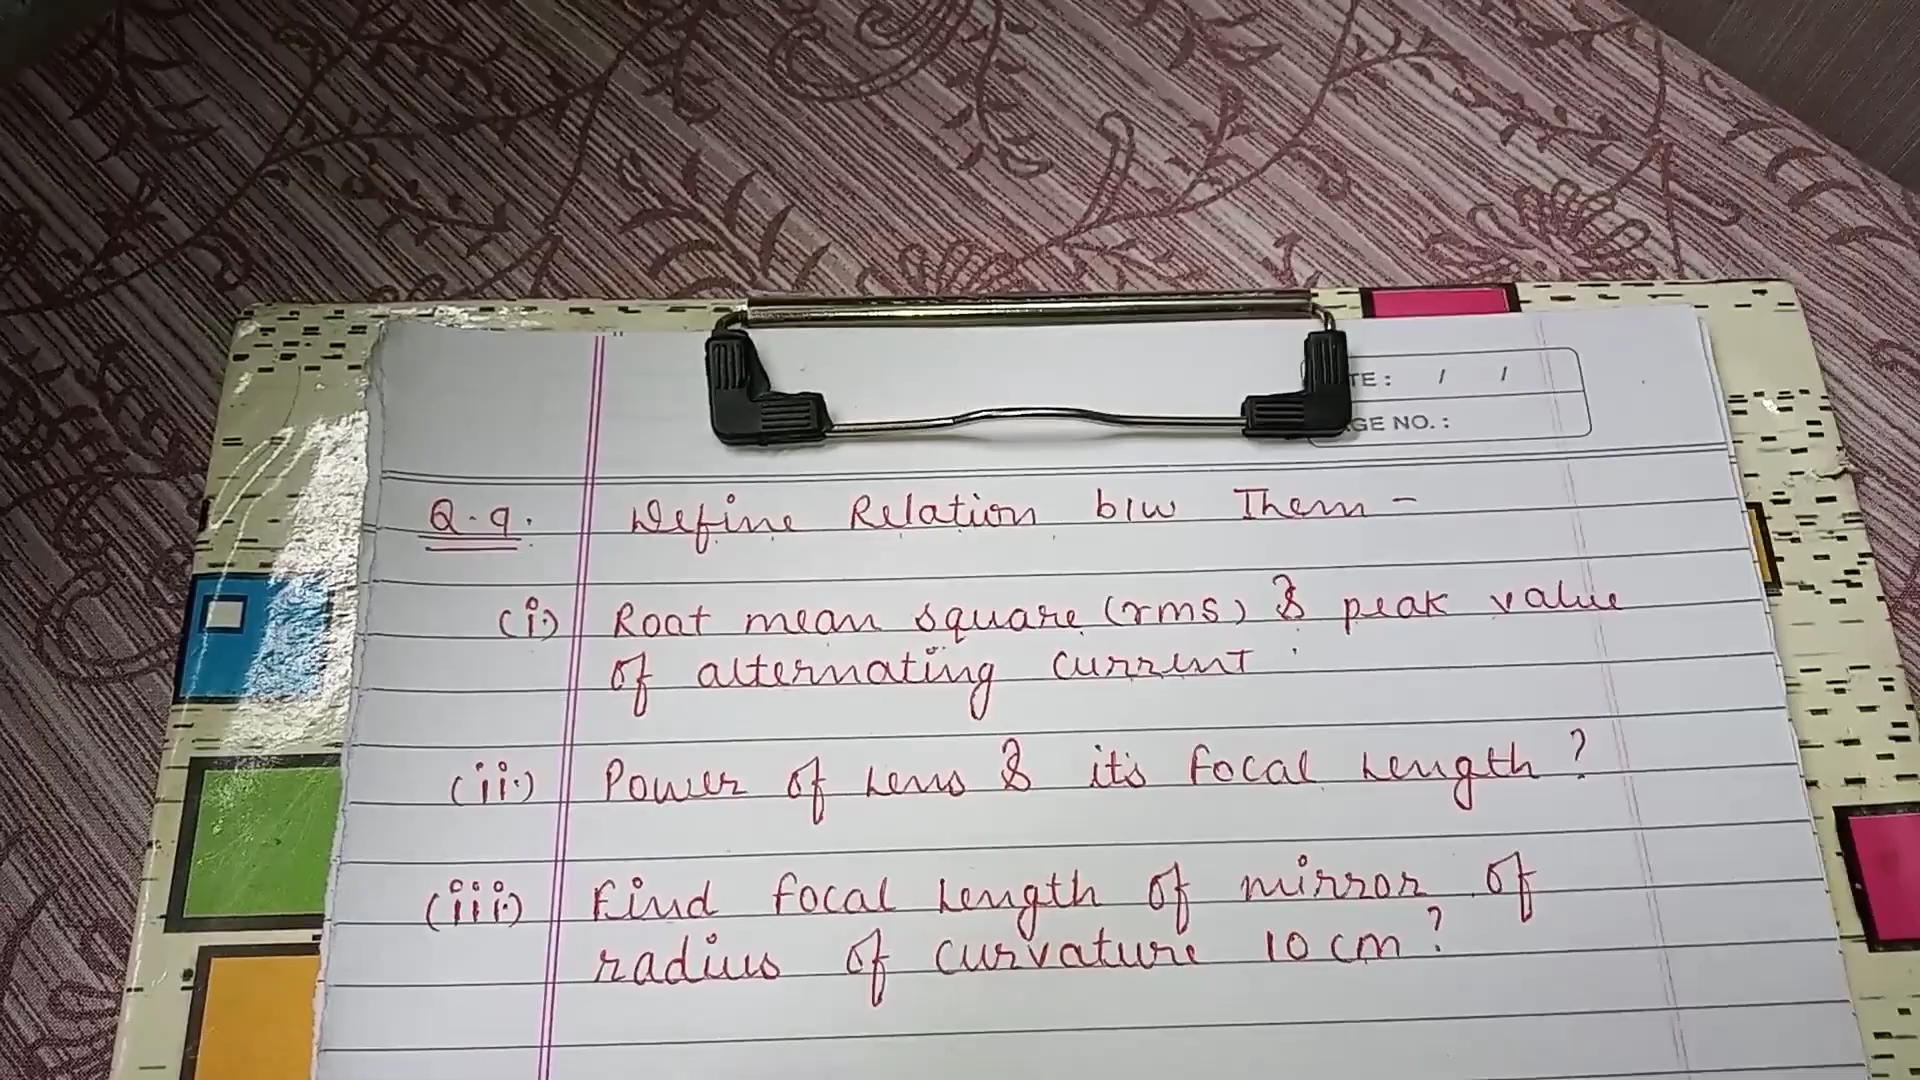 TE: / /
GE NO.:
Q.9. Define Relation b/w Them -
(i.) Root mean square (rms) & peak value
of alternating current.
(ii.) Power of Lens & it's focal Length?
(iii.) Find focal Length of mirror of
radius of curvature 10 cm?